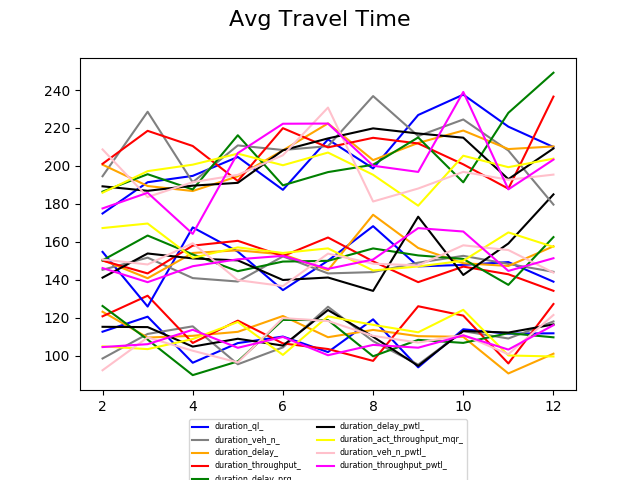 Avg Travel Time
240
220
200
180
160
140
120
100
2 4 6 8 10 12
duration_ql_ duration_delay_pwtl_
duration_veh_n_ duration_act_throughput_mqr_
duration_delay_ duration_veh_n_pwtl_
duration_throughput_ duration_throughput_pwtl_